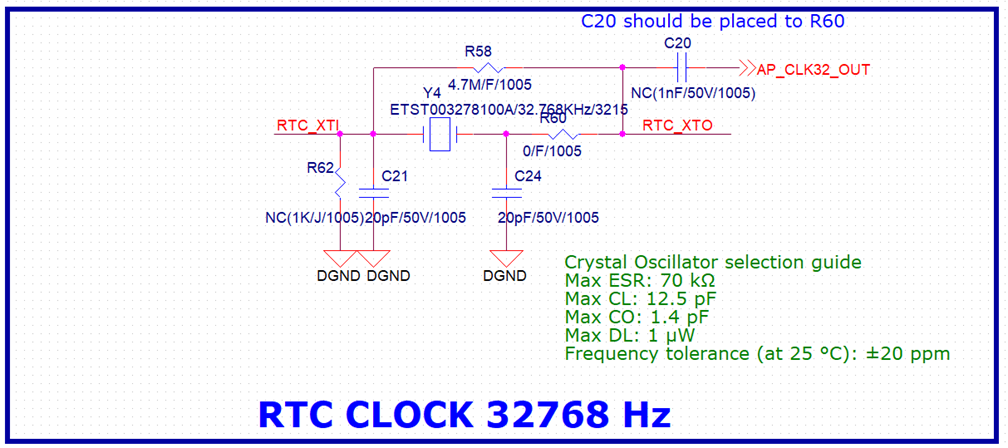 C20 should be placed to R60
C20
R58
AP_CLK32_OUT
4.7M/F/1005
NC(1nF/50V/1005)
Y4
ETST003278100A/32.768KHz/3215
R60
RTC_XTI
RTC_XTO
0/F/1005
R62
C21
C24
NC(1K/J/1005)
20pF/50V/1005
20pF/50V/1005
DGND
DGND
DGND
Crystal Oscillator selection guide
Max ESR: 70 kΩ
Max CL: 12.5 pF
Max CO: 1.4 pF
Max DL: 1 µW
Frequency tolerance (at 25 ºC): ±20 ppm
RTC CLOCK 32768 Hz